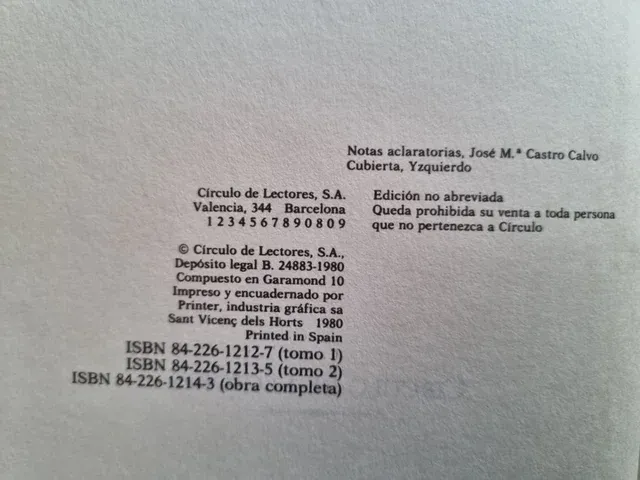 Notas aclaratorias, José M.ª Castro Calvo
Cubierta, Yzquierdo
Círculo de Lectores, S.A.
Valencia, 344 Barcelona
1 2 3 4 5 6 7 8 9 0 8 0 9
Edición no abreviada
Queda prohibida su venta a toda persona
que no pertenezca a Círculo
© Círculo de Lectores, S.A.,
Depósito legal B. 24883-1980
Compuesto en Garamond 10
Impreso y encuadernado por
Printer, industria gráfica sa
Sant Vicenç dels Horts 1980
Printed in Spain
ISBN 84-226-1212-7 (tomo 1)
ISBN 84-226-1213-5 (tomo 2)
ISBN 84-226-1214-3 (obra completa)